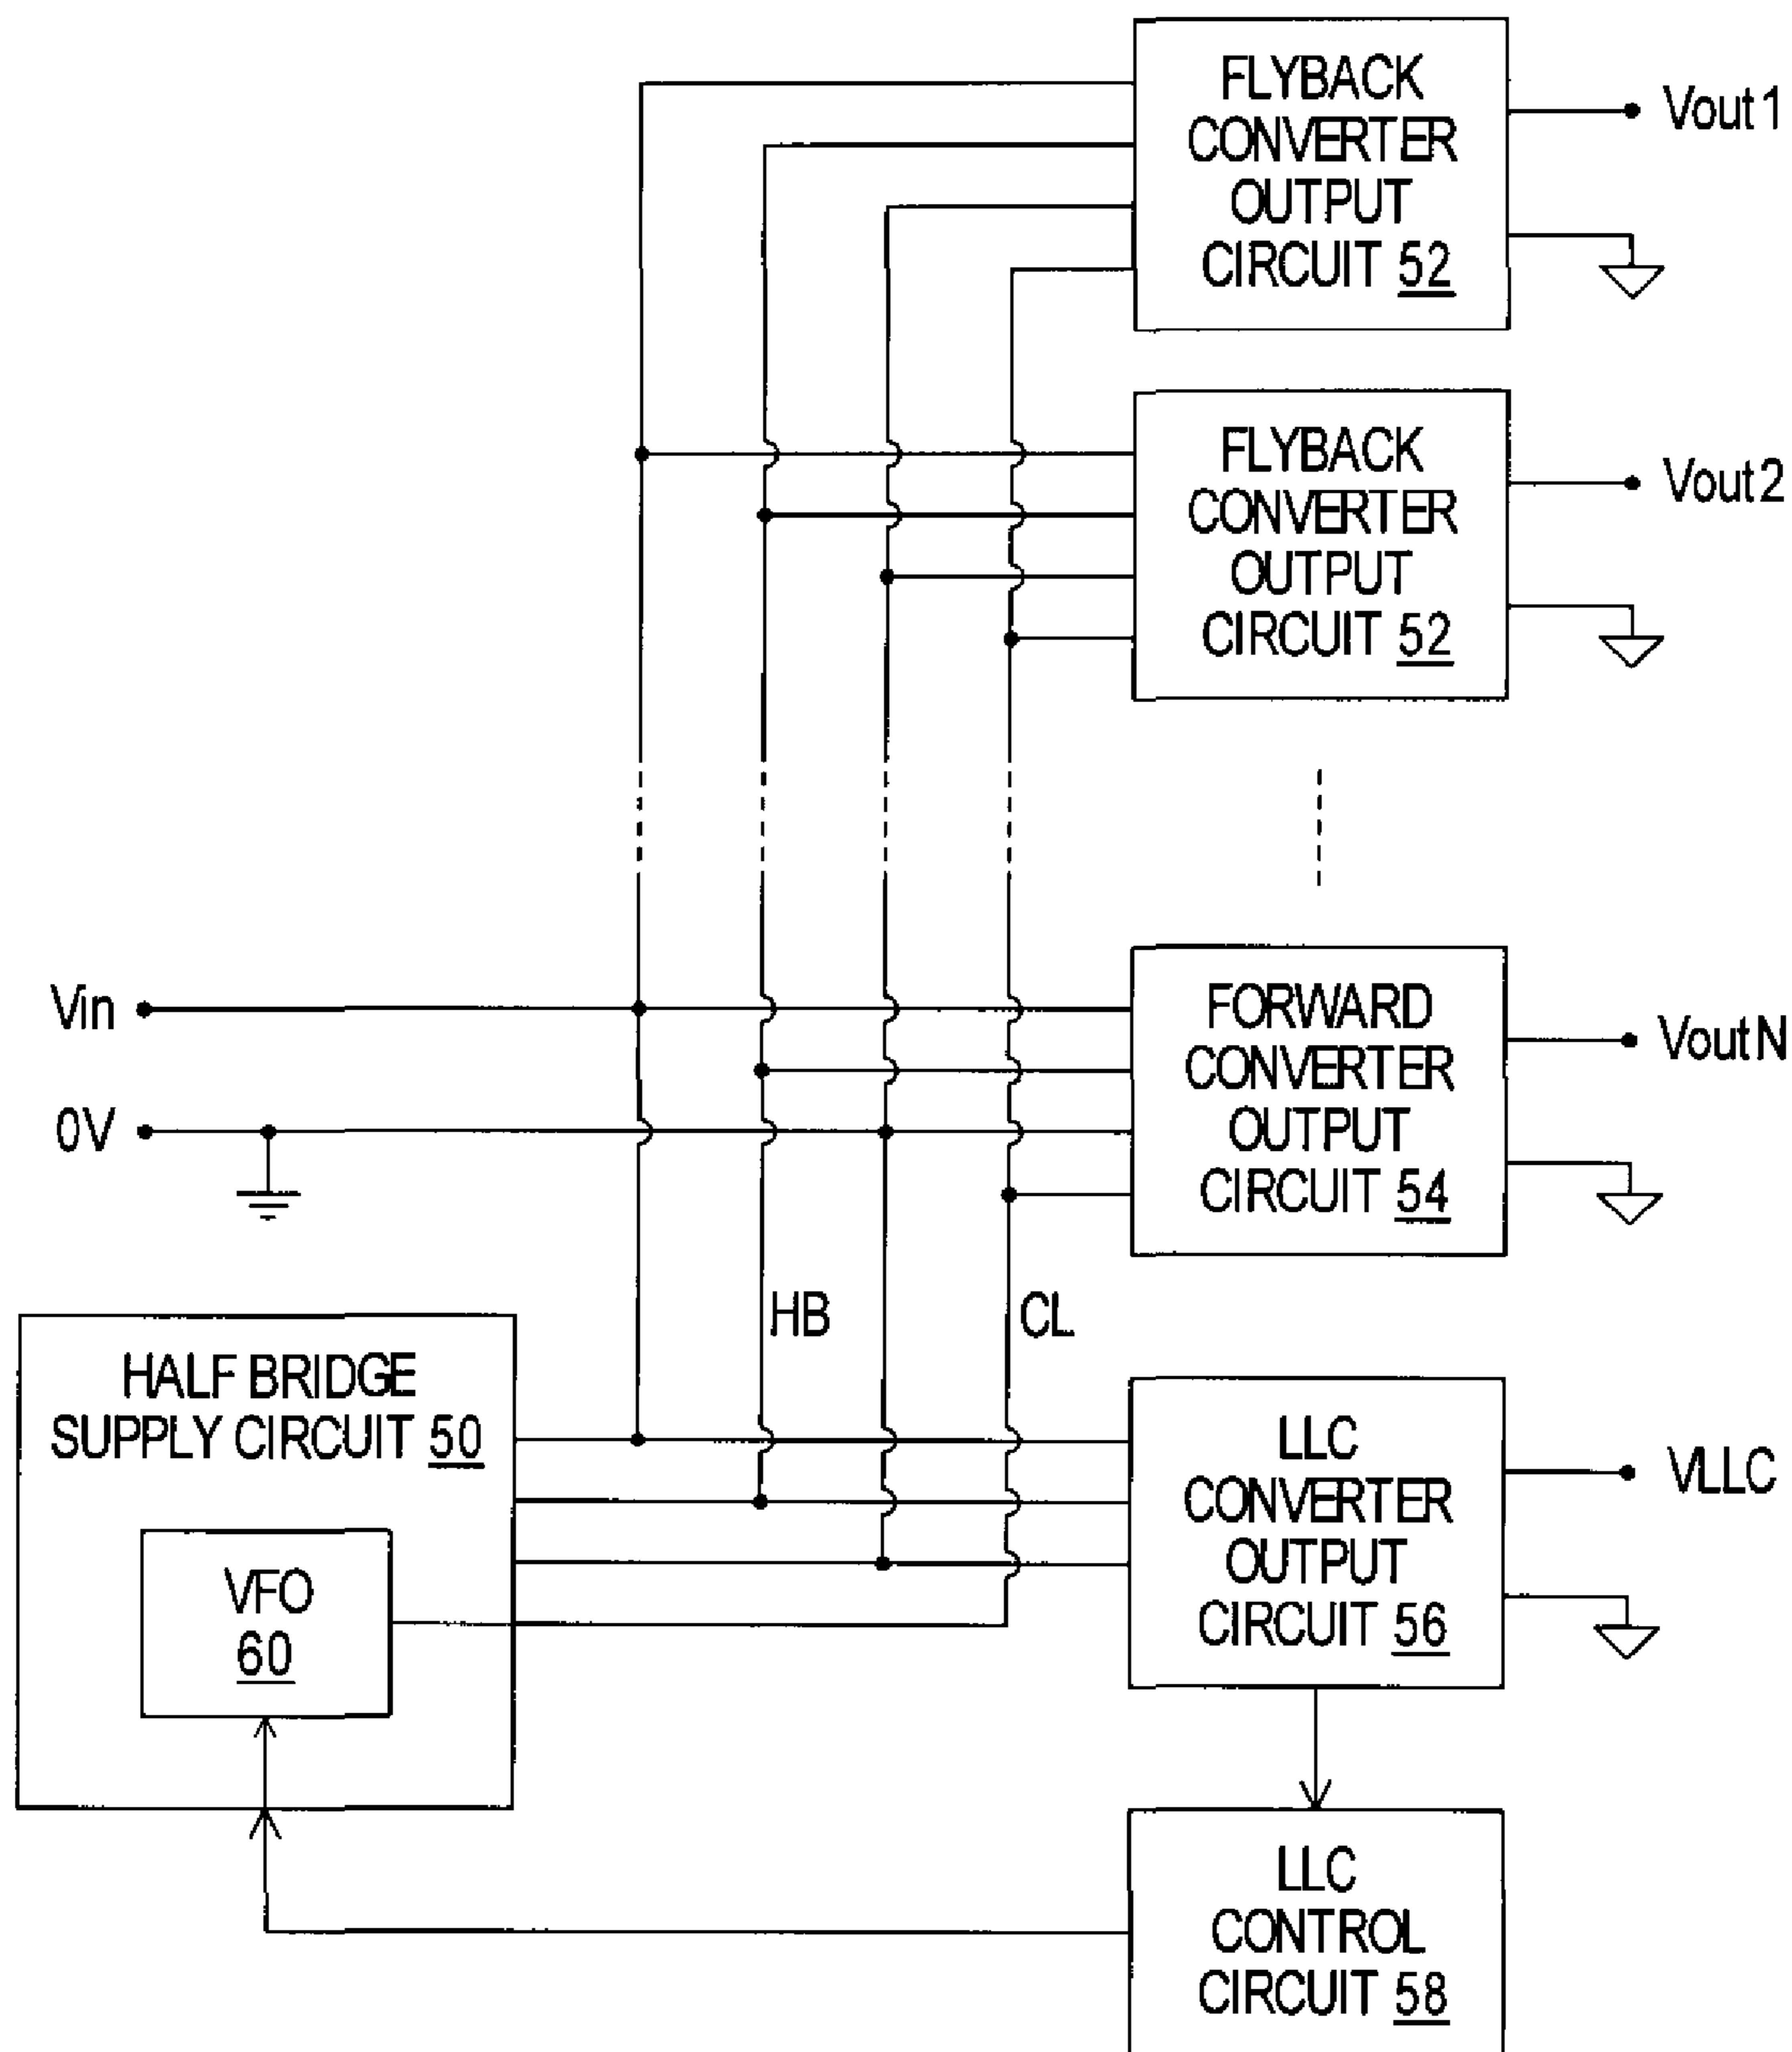 FLYBACK
CONVERTER
OUTPUT
CIRCUIT 52
Vout1
FLYBACK
CONVERTER
OUTPUT
CIRCUIT 52
Vout2
Vin
0V
FORWARD
CONVERTER
OUTPUT
CIRCUIT 54
VoutN
HB
CL
HALF BRIDGE
SUPPLY CIRCUIT 50
VFO
60
LLC
CONVERTER
OUTPUT
CIRCUIT 56
VLLC
LLC
CONTROL
CIRCUIT 58